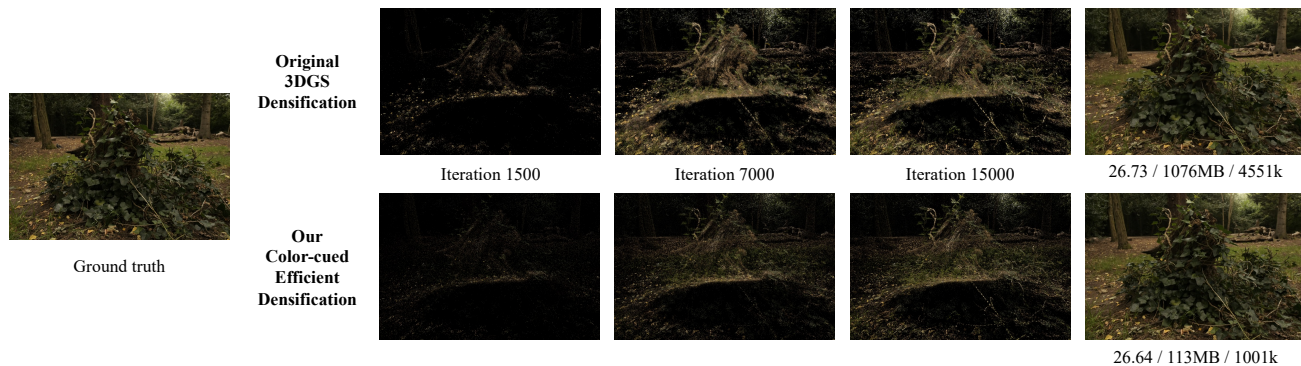 Original
3DGS
Densification
Iteration 1500
Iteration 7000
Iteration 15000
26.73 / 1076MB / 4551k
Ground truth
Our
Color-cued
Efficient
Densification
26.64 / 113MB / 1001k